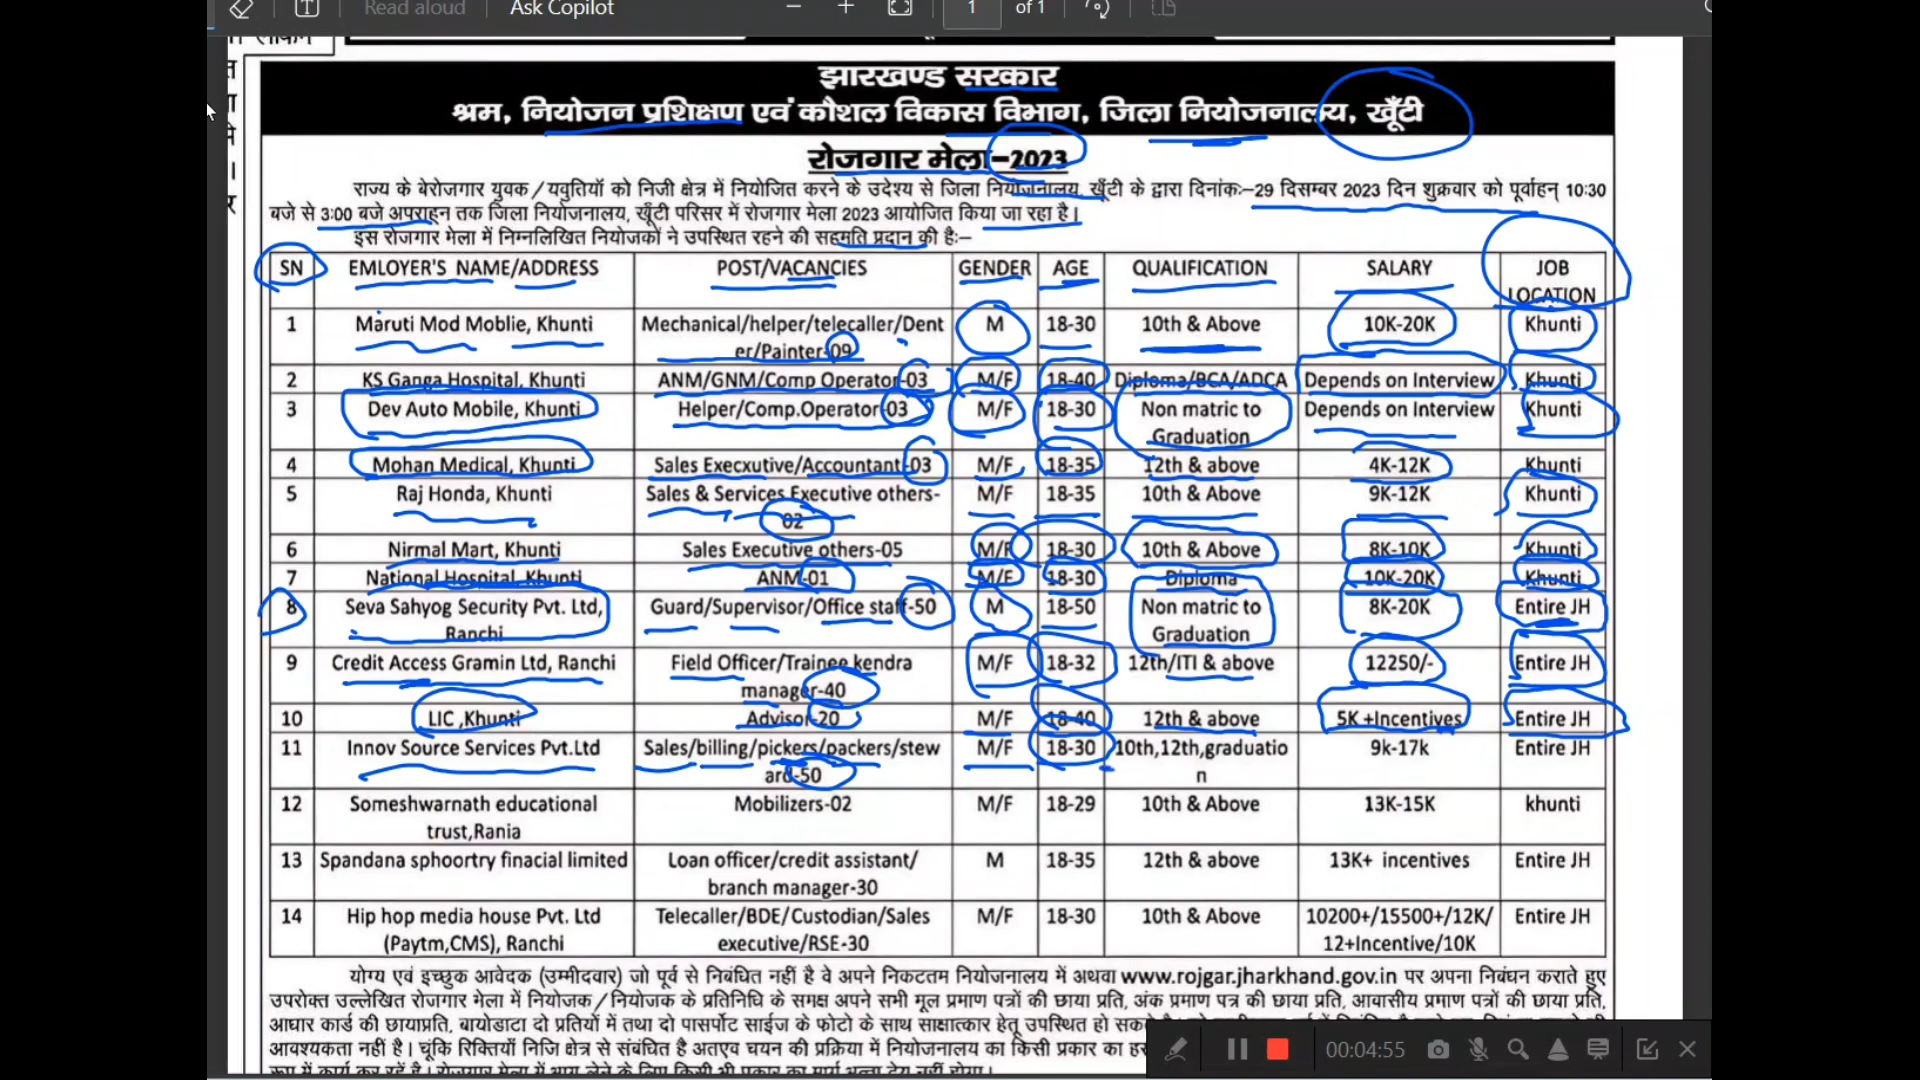 Read aloud Ask Copilot 1 of 1
झारखण्ड सरकार
श्रम, नियोजन प्रशिक्षण एवं कौशल विकास विभाग, जिला नियोजनालय, खूँटी
रोजगार मेला–2023
राज्य के बेरोजगार युवक/यवुतियों को निजी क्षेत्र में नियोजित करने के उदेश्य से जिला नियोजनालय, खूँटी के द्वारा दिनांकः–29 दिसम्बर 2023 दिन शुक्रवार को पूर्वाहन् 10:30
बजे से 3:00 बजे अपराहन तक जिला नियोजनालय, खूँटी परिसर में रोजगार मेला 2023 आयोजित किया जा रहा है।
इस रोजगार मेला में निम्नलिखित नियोजकों ने उपस्थित रहने की सहमति प्रदान की हैः–
SN EMLOYER'S NAME/ADDRESS POST/VACANCIES GENDER AGE QUALIFICATION SALARY JOB
LOCATION
1 Maruti Mod Moblie, Khunti Mechanical/helper/telecaller/Dent M 18-30 10th & Above 10K-20K Khunti
er/Painter-09
2 KS Ganga Hospital, Khunti ANM/GNM/Comp Operator-03 M/F 18-40 Diploma/BCA/ADCA Depends on Interview Khunti
3 Dev Auto Mobile, Khunti Helper/Comp.Operator-03 M/F 18-30 Non matric to Depends on Interview Khunti
Graduation
4 Mohan Medical, Khunti Sales Execxutive/Accountant-03 M/F 18-35 12th & above 4K-12K Khunti
5 Raj Honda, Khunti Sales & Services Executive others- M/F 18-35 10th & Above 9K-12K Khunti
02
6 Nirmal Mart, Khunti Sales Executive others-05 M/F 18-30 10th & Above 8K-10K Khunti
7 National Hospital, Khunti ANM-01 M/F 18-30 Diploma 10K-20K Khunti
8 Seva Sahyog Security Pvt. Ltd, Guard/Supervisor/Office staff-50 M 18-50 Non matric to 8K-20K Entire JH
Ranchi Graduation
9 Credit Access Gramin Ltd, Ranchi Field Officer/Trainee kendra M/F 18-32 12th/ITI & above 12250/- Entire JH
manager-40
10 LIC ,Khunti Advisor-20 M/F 18-40 12th & above 5K +Incentives Entire JH
11 Innov Source Services Pvt.Ltd Sales/billing/pickers/packers/stew M/F 18-30 10th,12th,graduatio 9k-17k Entire JH
ard-50 n
12 Someshwarnath educational Mobilizers-02 M/F 18-29 10th & Above 13K-15K khunti
trust,Rania
13 Spandana sphoortry finacial limited Loan officer/credit assistant/ M 18-35 12th & above 13K+ incentives Entire JH
branch manager-30
14 Hip hop media house Pvt. Ltd Telecaller/BDE/Custodian/Sales M/F 18-30 10th & Above 10200+/15500+/12K/ Entire JH
(Paytm,CMS), Ranchi executive/RSE-30 12+Incentive/10K
योग्य एवं इच्छुक आवेदक (उम्मीदवार) जो पूर्व से निबंधित नहीं है वे अपने निकटतम नियोजनालय में अथवा www.rojgar.jharkhand.gov.in पर अपना निबंधन कराते हुए
उपरोक्त उल्लेखित रोजगार मेला में नियोजक/नियोजक के प्रतिनिधि के समक्ष अपने सभी मूल प्रमाण पत्रों की छाया प्रति, अंक प्रमाण पत्र की छाया प्रति, आवासीय प्रमाण पत्रों की छाया प्रति,
आधार कार्ड की छायाप्रति, बायोडाटा दो प्रतियों में तथा दो पासपोर्ट साईज के फोटो के साथ साक्षात्कार हेतू उपस्थित हो सकते
आवश्यकता नहीं है। चूंकि रिक्तियों निजि क्षेत्र से संबंधित है अतएव चयन की प्रक्रिया में नियोजनालय का किसी प्रकार का
00:04:55